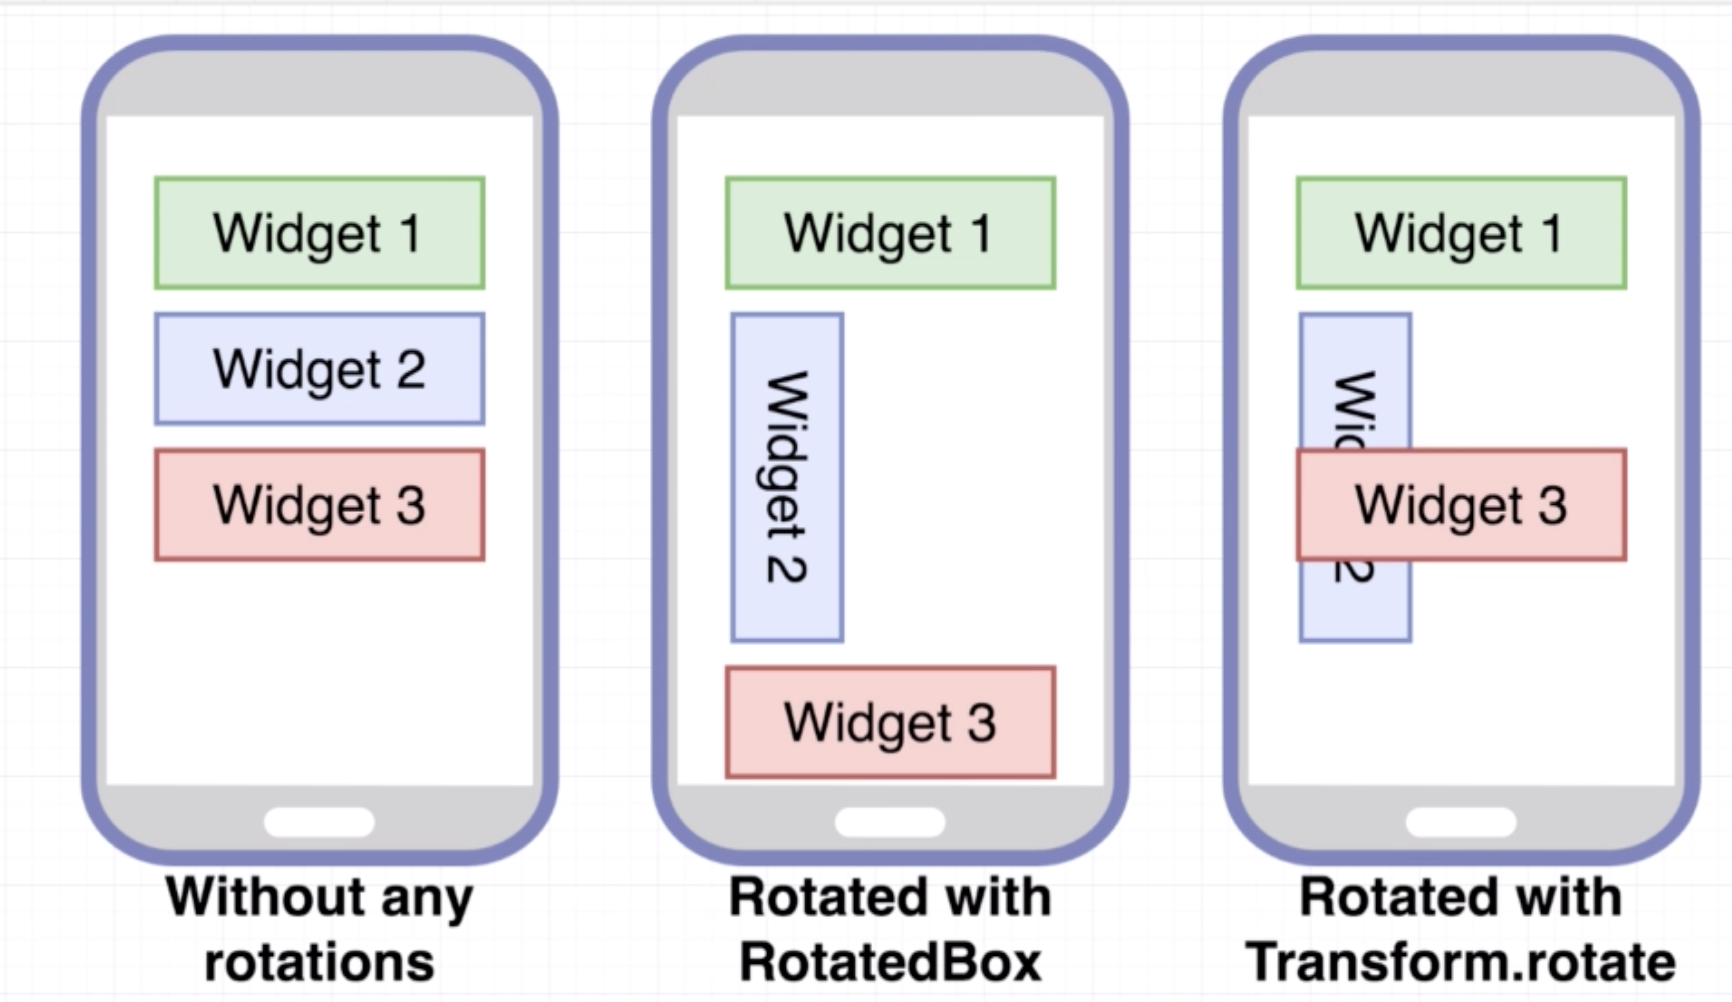 Widget 1
Widget 2
Widget 3
Without any
rotations
Widget 1
Widget 2
Widget 3
Rotated with
RotatedBox
Widget 1
Wid
Widget 3
2
Rotated with
Transform.rotate